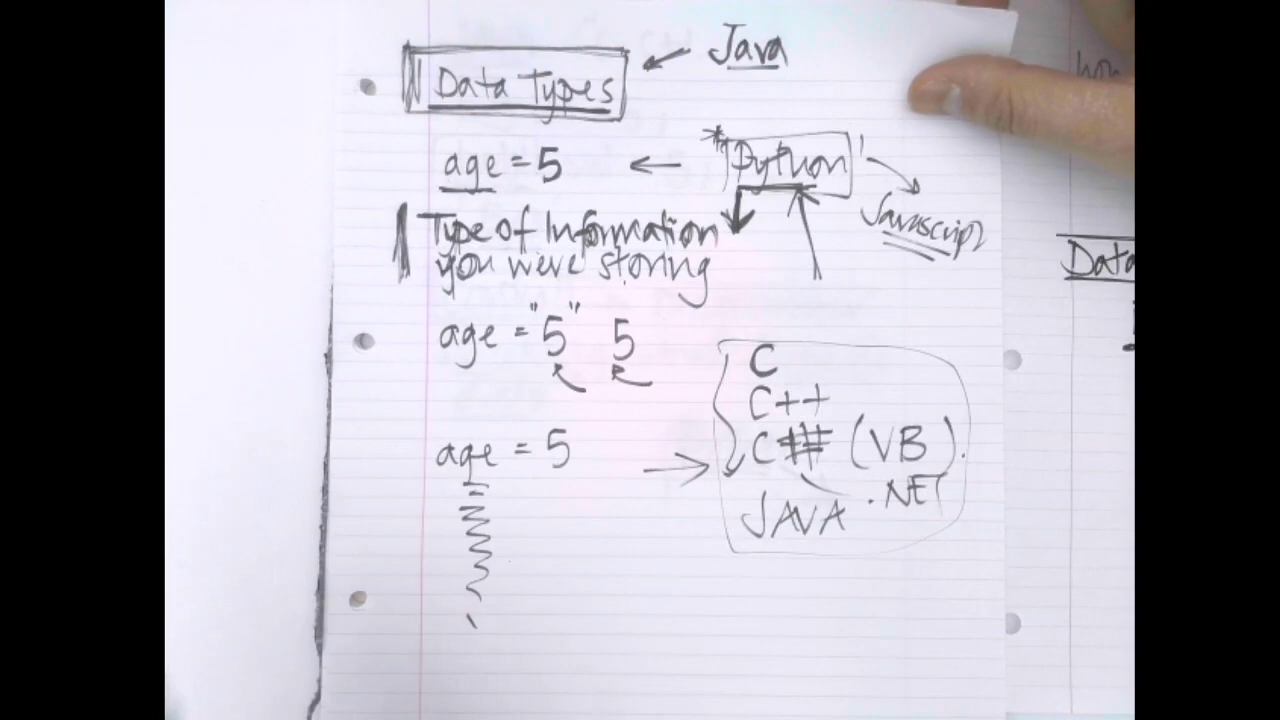 Data Types ← Java
age = 5 ← * "Python"
Javascript
Type of Information
you were storing
age = "5" 5
C
C++
age = 5 → C# (VB).
.NET
JAVA
Data